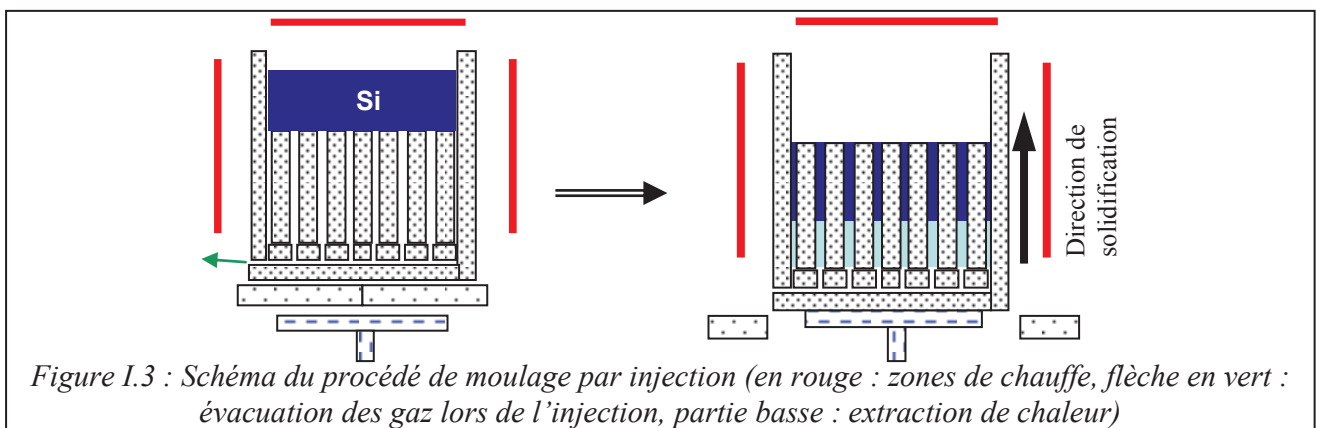 Si
Direction de
solidification
Figure I.3 : Schéma du procédé de moulage par injection (en rouge : zones de chauffe, flèche en vert :
évacuation des gaz lors de l’injection, partie basse : extraction de chaleur)